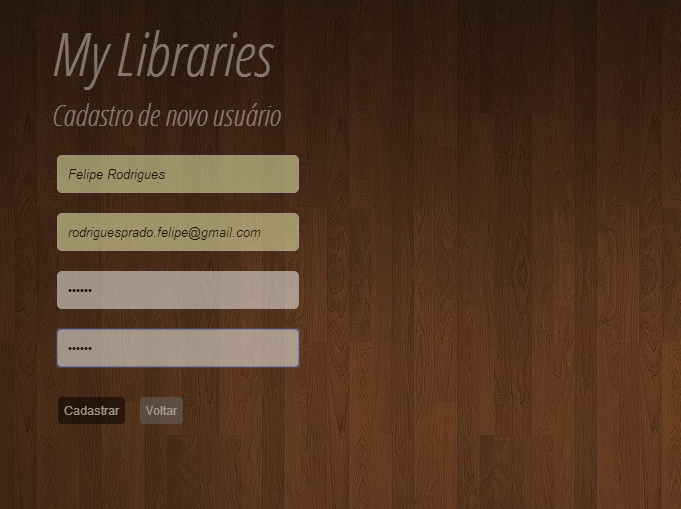 My Libraries
Cadastro de novo usuário
Felipe Rodrigues
rodriguesprado.felipe@gmail.com
••••••
••••••
Cadastrar Voltar